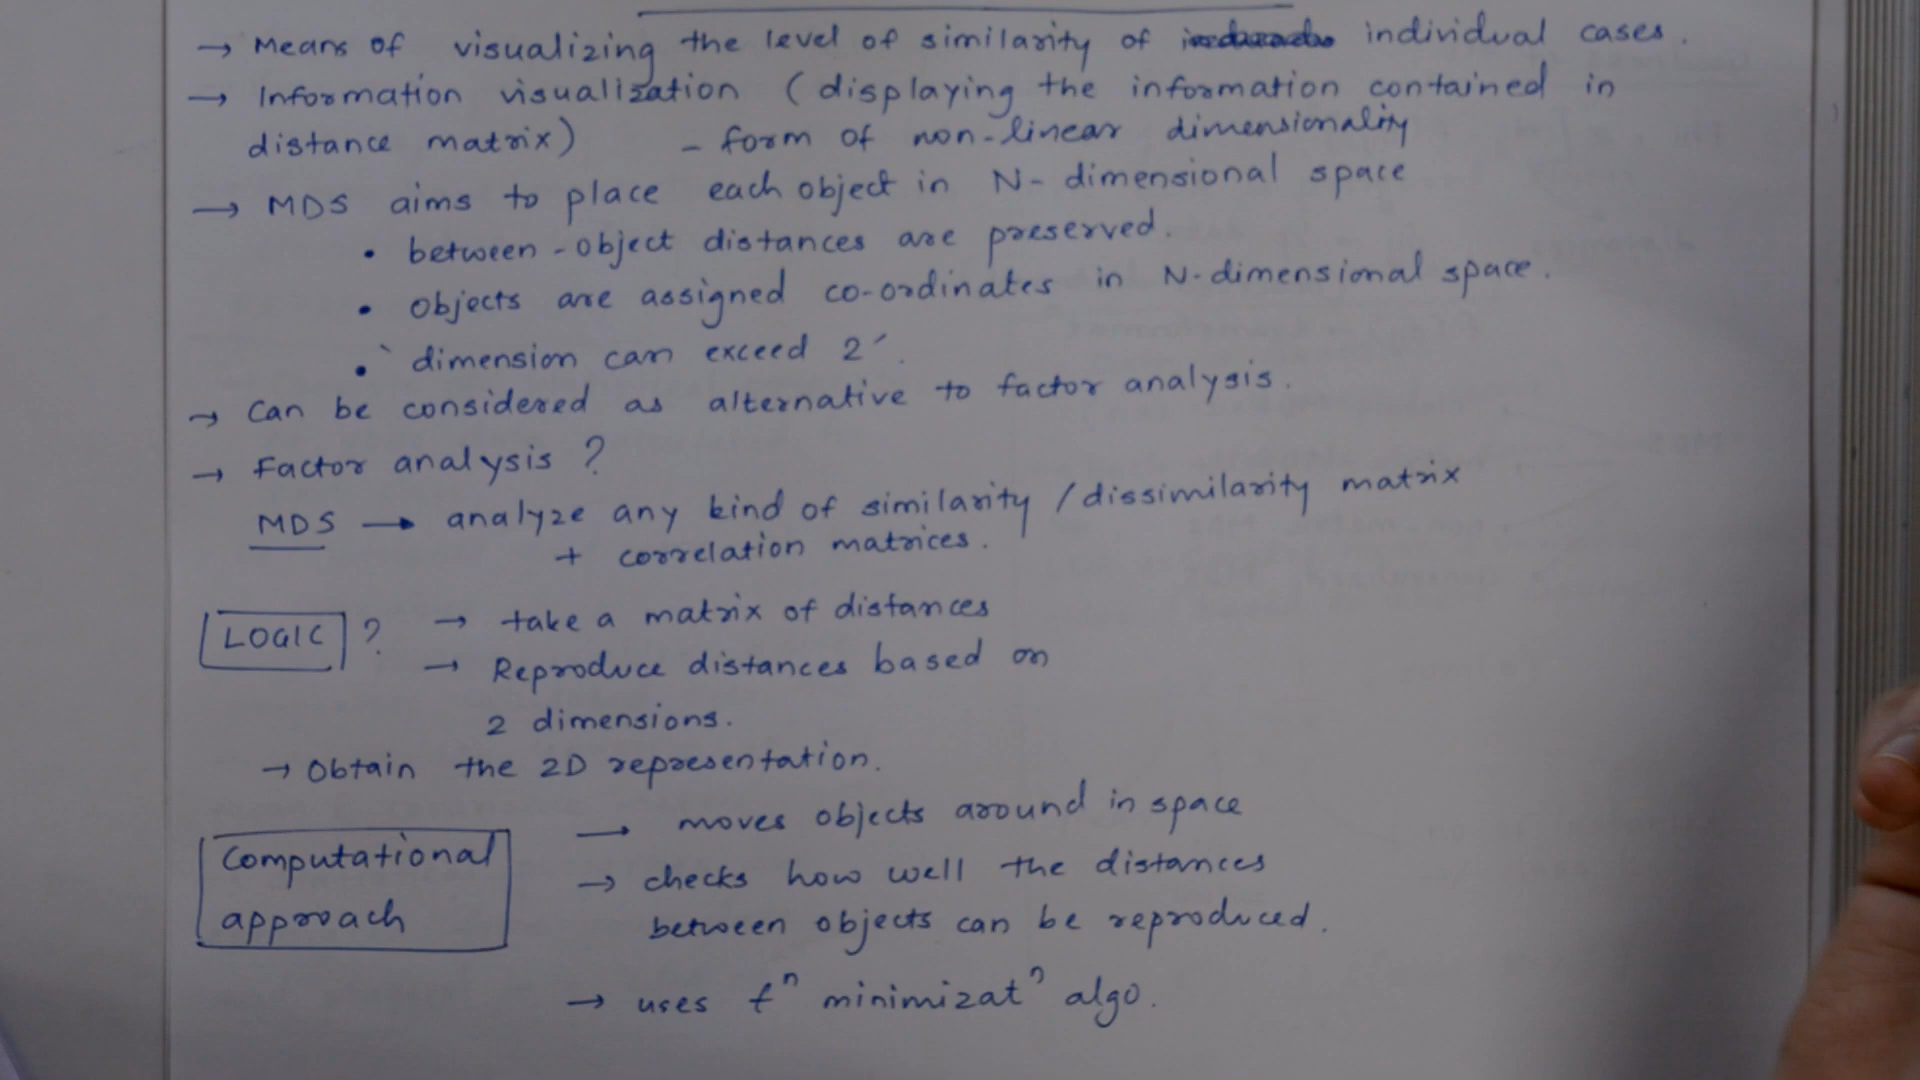 → Means of visualizing the level of similarity of individual cases.
→ Information visualization (displaying the information contained in
distance matrix) - form of non-linear dimensionality
→ MDS aims to place each object in N-dimensional space
• between-object distances are preserved.
• objects are assigned co-ordinates in N-dimensional space.
• dimension can exceed 2.
→ Can be considered as alternative to factor analysis.
→ Factor analysis ?
MDS → analyze any kind of similarity / dissimilarity matrix
+ correlation matrices.
LOGIC ? → take a matrix of distances
→ Reproduce distances based on
2 dimensions.
→ Obtain the 2D representation.
Computational approach → moves objects around in space
→ checks how well the distances
between objects can be reproduced.
→ uses fⁿ minimizatⁿ algo.